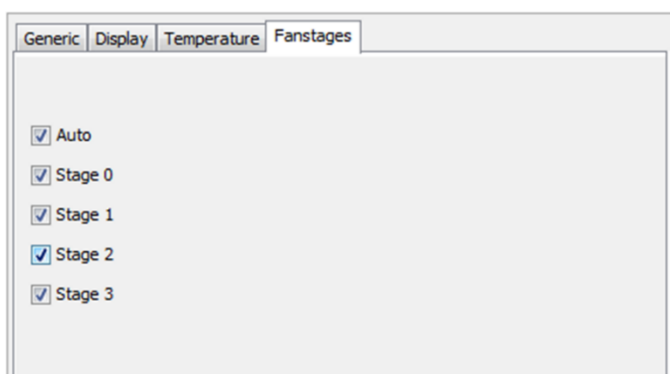 Generic Display Temperature Fanstages
Auto
Stage 0
Stage 1
Stage 2
Stage 3